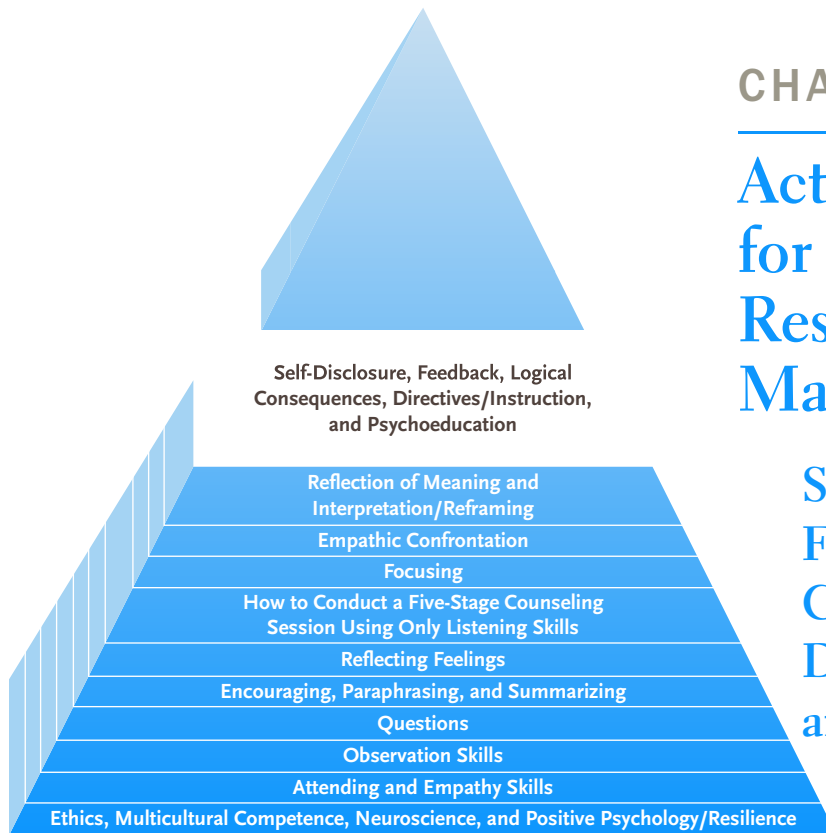 CHA
Act
for
Res
Ma
S
F
C
D
Self-Disclosure, Feedback, Logical
Consequences, Directives/Instruction,
and Psychoeducation
Reflection of Meaning and
Interpretation/Reframing
Empathic Confrontation
Focusing
How to Conduct a Five-Stage Counseling
Session Using Only Listening Skills
Reflecting Feelings
Encouraging, Paraphrasing, and Summarizing
Questions
Observation Skills
Attending and Empathy Skills
Ethics, Multicultural Competence, Neuroscience, and Positive Psychology/Resilience